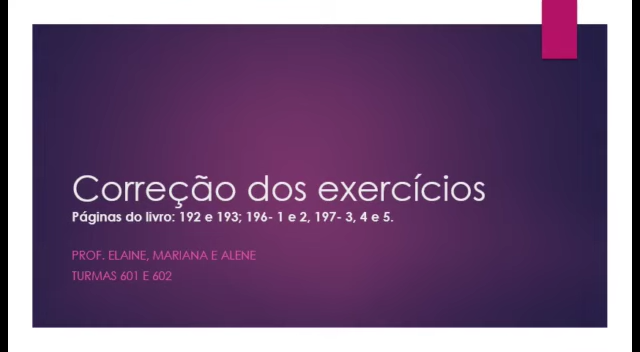 Correção dos exercícios
Páginas do livro: 192 e 193; 196- 1 e 2, 197- 3, 4 e 5.
PROF. ELAINE, MARIANA E ALENE
TURMAS 601 E 602